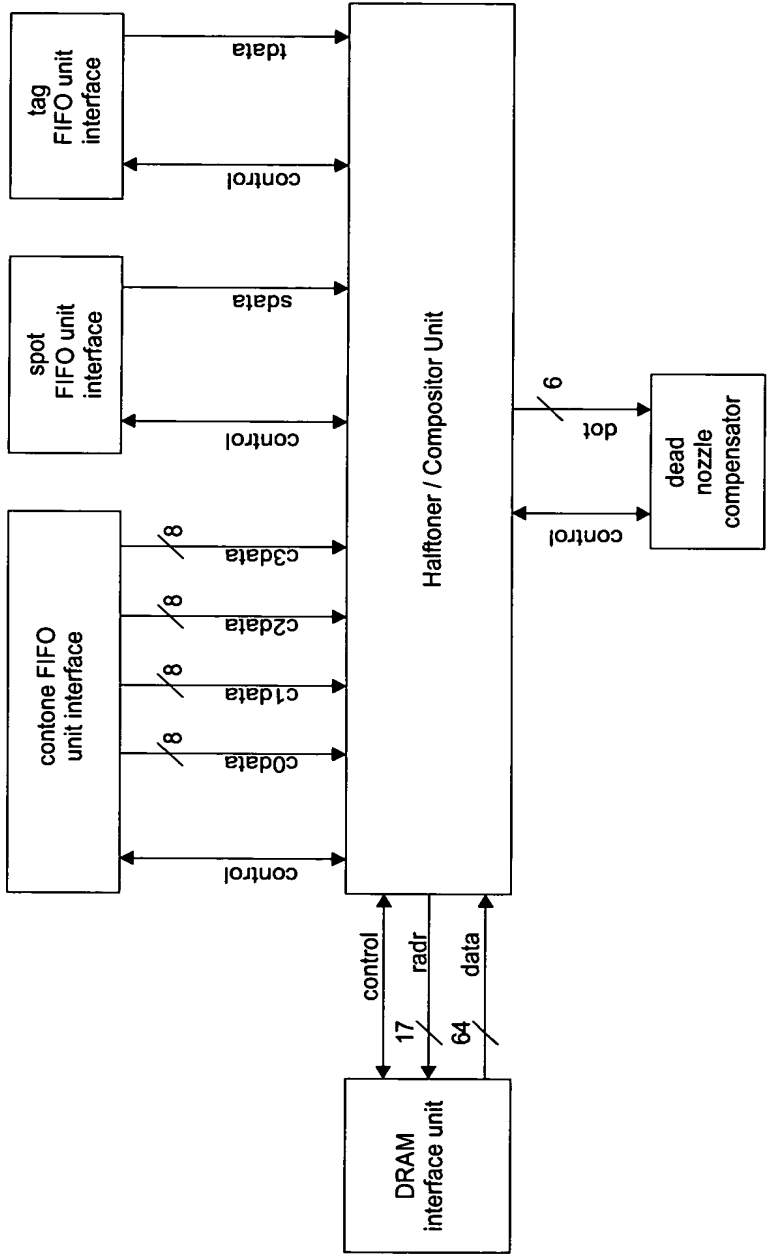 tag
FIFO unit
interface
tdata
control
spot
FIFO unit
interface
sdata
control
contone FIFO
unit interface
8
c3data
8
c2data
8
c1data
8
c0data
control
Halftoner / Compositor Unit
6
dot
control
dead
nozzle
compensator
control
radr
17
data
64
DRAM
interface unit